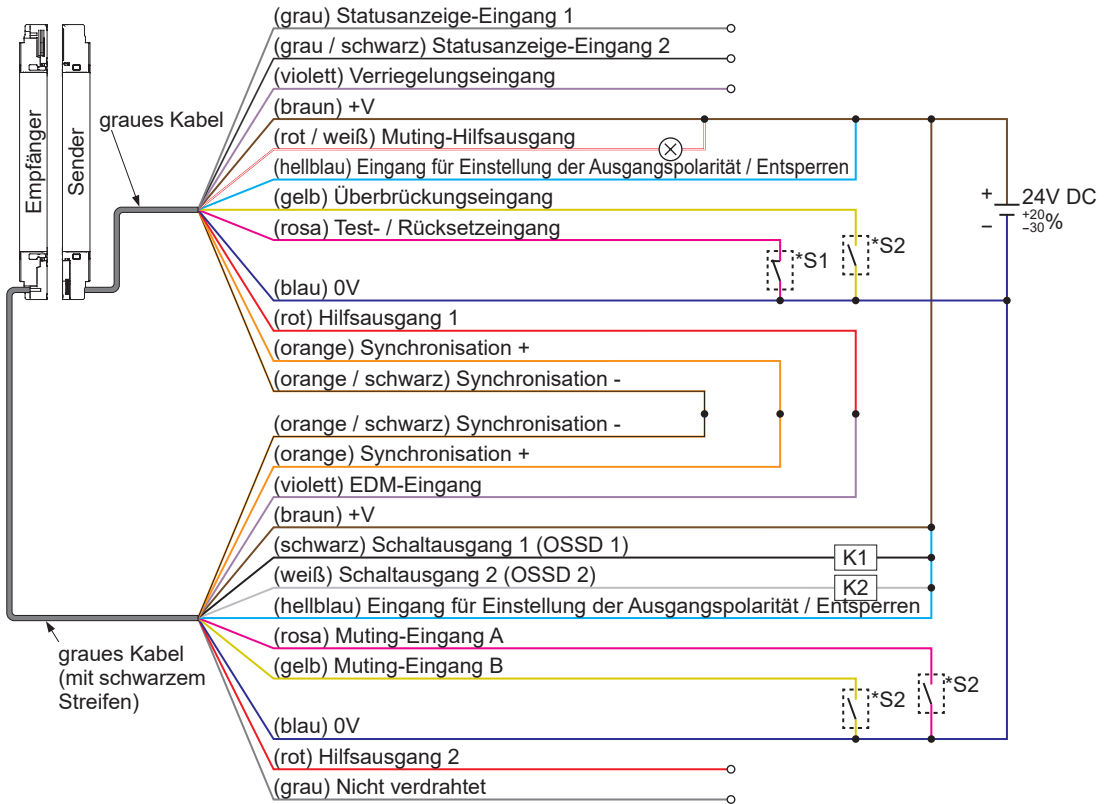 (grau) Statusanzeige-Eingang 1
(grau / schwarz) Statusanzeige-Eingang 2
(violett) Verriegelungseingang
(braun) +V
graues Kabel
(rot / weiß) Muting-Hilfsausgang
(hellblau) Eingang für Einstellung der Ausgangspolarität / Entsperren
Empfänger
Sender
(gelb) Überbrückungseingang
(rosa) Test- / Rücksetzeingang
+ 24V DC
+20
–30 %
–
*S1
*S2
(blau) 0V
(rot) Hilfsausgang 1
(orange) Synchronisation +
(orange / schwarz) Synchronisation -
(orange / schwarz) Synchronisation -
(orange) Synchronisation +
(violett) EDM-Eingang
(braun) +V
(schwarz) Schaltausgang 1 (OSSD 1)
K1
(weiß) Schaltausgang 2 (OSSD 2)
K2
(hellblau) Eingang für Einstellung der Ausgangspolarität / Entsperren
(rosa) Muting-Eingang A
graues Kabel
(mit schwarzem
Streifen)
(gelb) Muting-Eingang B
*S2
*S2
(blau) 0V
(rot) Hilfsausgang 2
(grau) Nicht verdrahtet